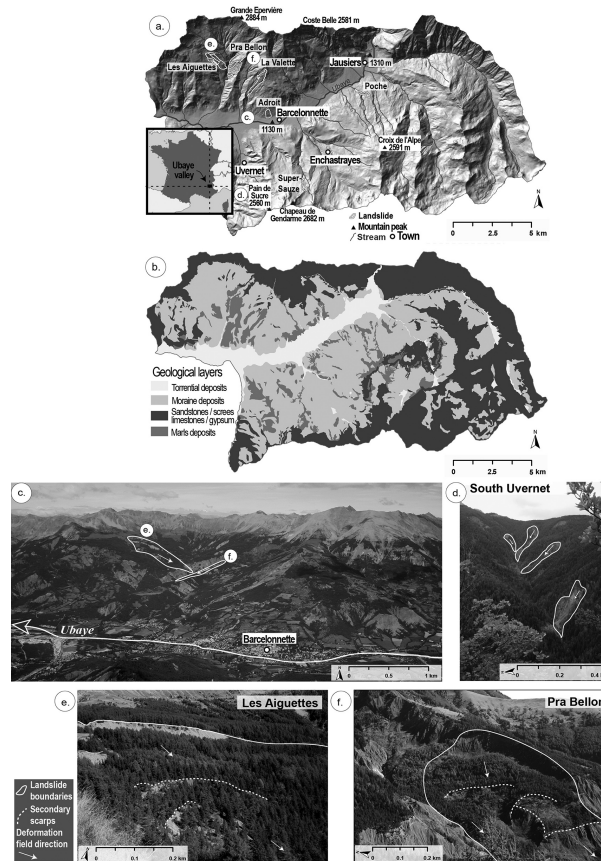 a.
Grande Epervière
2884 m
Coste Belle 2581 m
e.
Pra Bellon
f.
La Valette
Les Aiguettes
Jausiers
1310 m
Ubaye
Poche
Adroit
Barcelonnette
c.
1130 m
Croix de l'Alpe
2591 m
Enchastrayes
Ubaye
valley
Uvernet
d.
Pain de
Sucre
2560 m
Super-
Sauze
Chapeau de
Gendarme 2682 m
Landslide
Mountain peak
Stream
Town
N
0
2.5
5
km
b.
Geological layers
Torrential deposits
Moraine deposits
Sandstones / screes
limestones / gypsum
Marls deposits
N
0
2.5
5
km
c.
e.
f.
Ubaye
Barcelonnette
0
0.5
1
km
d.
South Uvernet
0
0.2
0.4
e.
Les Aiguettes
0
0.1
0.2
km
f.
Pra Bellon
0
0.1
0.2
km
Landslide
boundaries
Secondary
scarps
Deformation
field direction